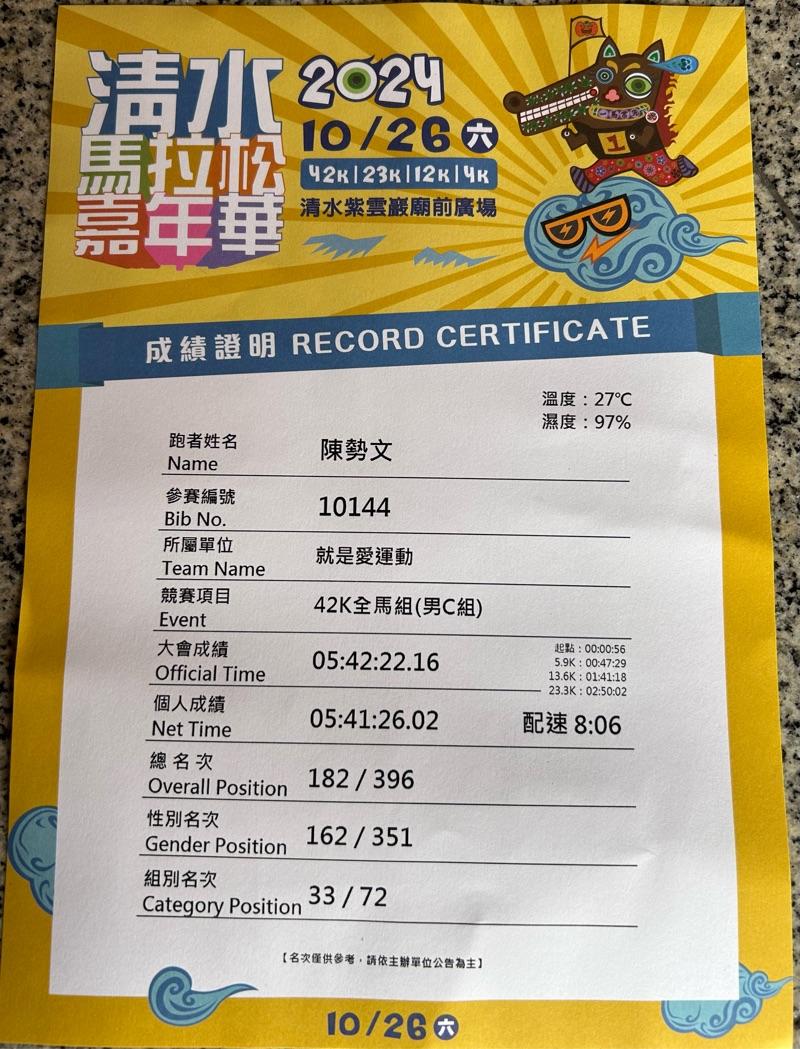 清水
馬拉松
嘉年華
2024
10/26 六
42K|23K|12K|4K
清水紫雲巖廟前廣場
1
成績證明 RECORD CERTIFICATE
溫度：27℃
濕度：97%
跑者姓名
Name
陳勢文
參賽編號
Bib No.
10144
所屬單位
Team Name
就是愛運動
競賽項目
Event
42K全馬組(男C組)
大會成績
Official Time
05:42:22.16
起點：00:00:56
5.9K：00:47:29
13.6K：01:41:18
23.3K：02:50:02
個人成績
Net Time
05:41:26.02
配速 8:06
總 名 次
Overall Position
182 / 396
性別名次
Gender Position
162 / 351
組別名次
Category Position
33 / 72
【名次僅供參考，請依主辦單位公告為主】
10/26 六